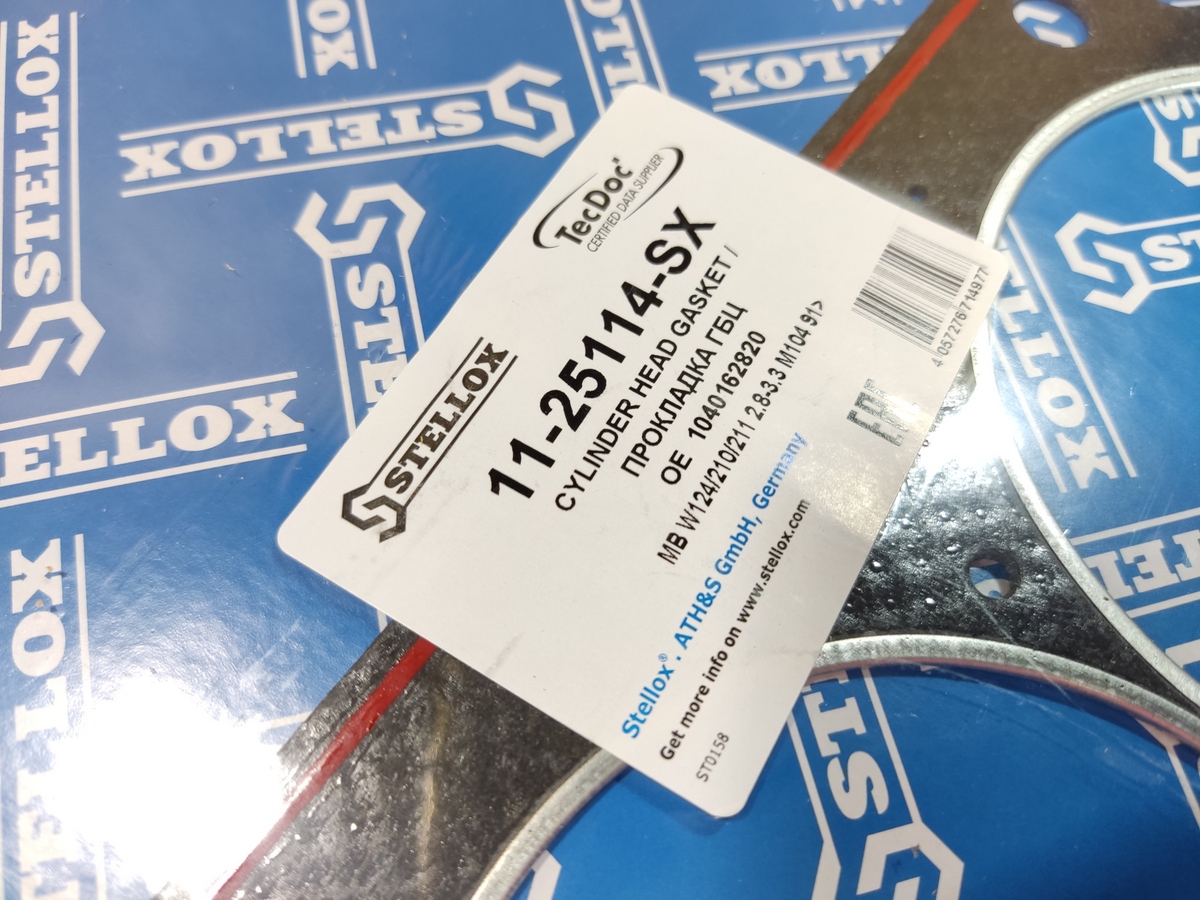 STELLOX
STELLOX
STELLOX
STELLOX
STELLOX
TecDoc
CERTIFIED DATA SUPPLIER
STELLOX
11-25114-SX
CYLINDER HEAD GASKET /
ПРОКЛАДКА ГБЦ
OE 1040162820
MB W124/210/211 2.8-3.3 M104 91>
Stellox®. ATH&S GmbH, Germany
Get more info on www.stellox.com
ST0158
4 057276 714977
EAC